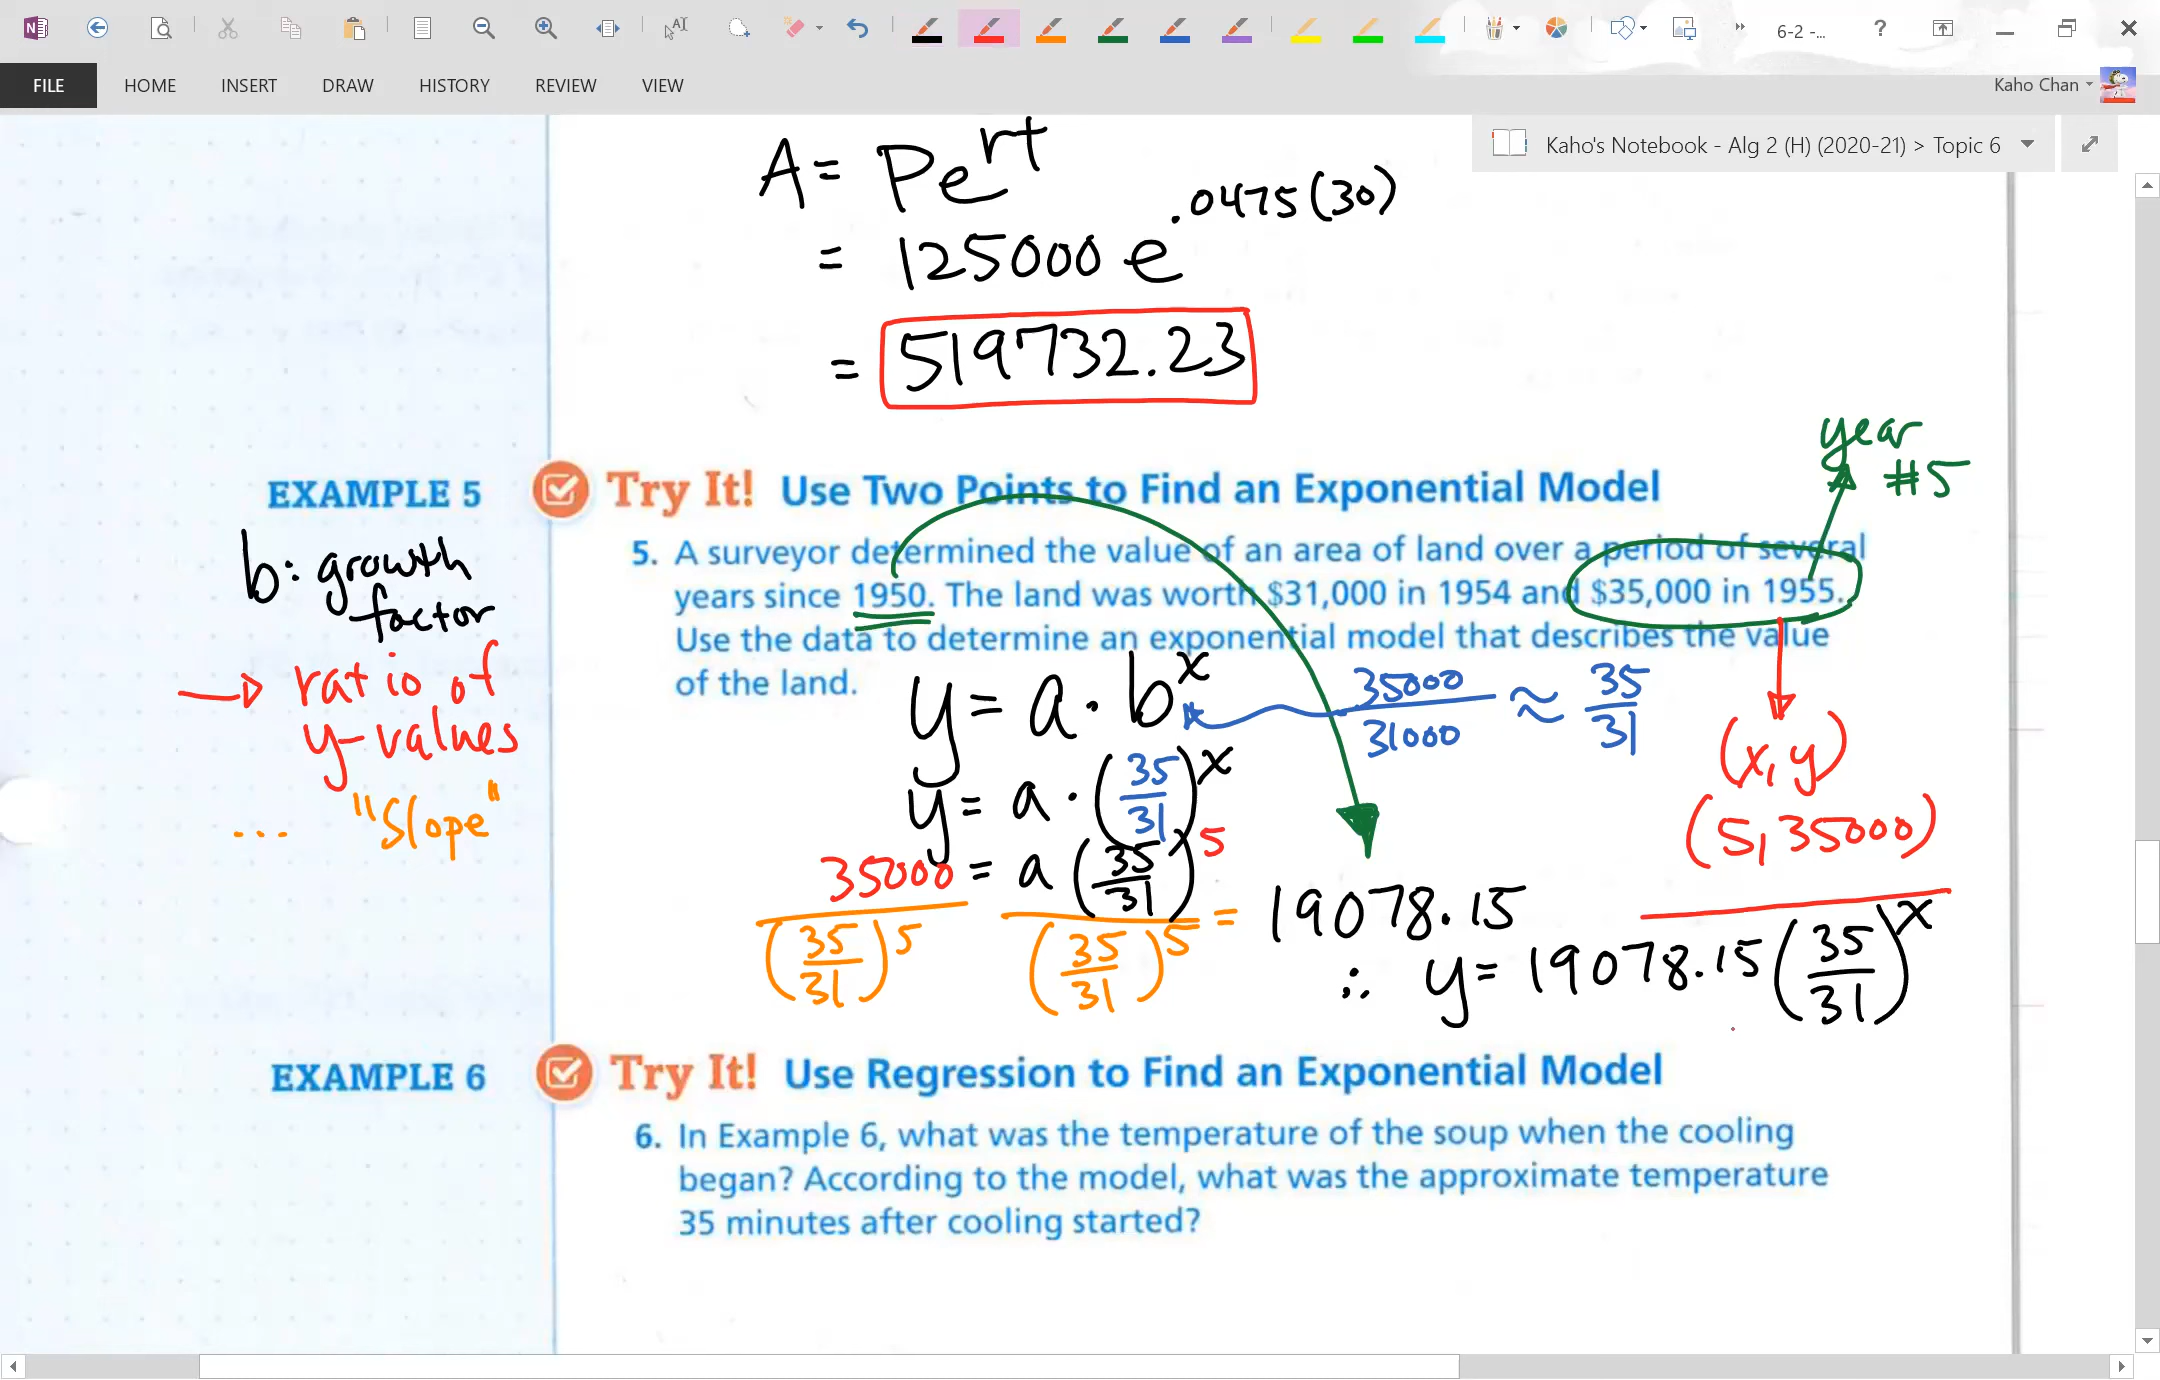 6-2 -...
FILE HOME INSERT DRAW HISTORY REVIEW VIEW
Kaho Chan
Kaho's Notebook - Alg 2 (H) (2020-21) > Topic 6
A = Pe^rt
= 125000 e^.0475(30)
= 519732.23
year
#5
EXAMPLE 5 Try It! Use Two Points to Find an Exponential Model
5. A surveyor determined the value of an area of land over a period of several
years since 1950. The land was worth $31,000 in 1954 and $35,000 in 1955.
Use the data to determine an exponential model that describes the value
of the land.
b: growth
factor
→ ratio of
y-values
... "Slope"
y = a · b^x
35000/31000 ≈ 35/31
y = a · (35/31)^x
35000 = a (35/31)^x 5
(35/31)^5 (35/31)^5 = 19078.15
(x, y)
(5, 35000)
∴ y = 19078.15 (35/31)^x
EXAMPLE 6 Try It! Use Regression to Find an Exponential Model
6. In Example 6, what was the temperature of the soup when the cooling
began? According to the model, what was the approximate temperature
35 minutes after cooling started?